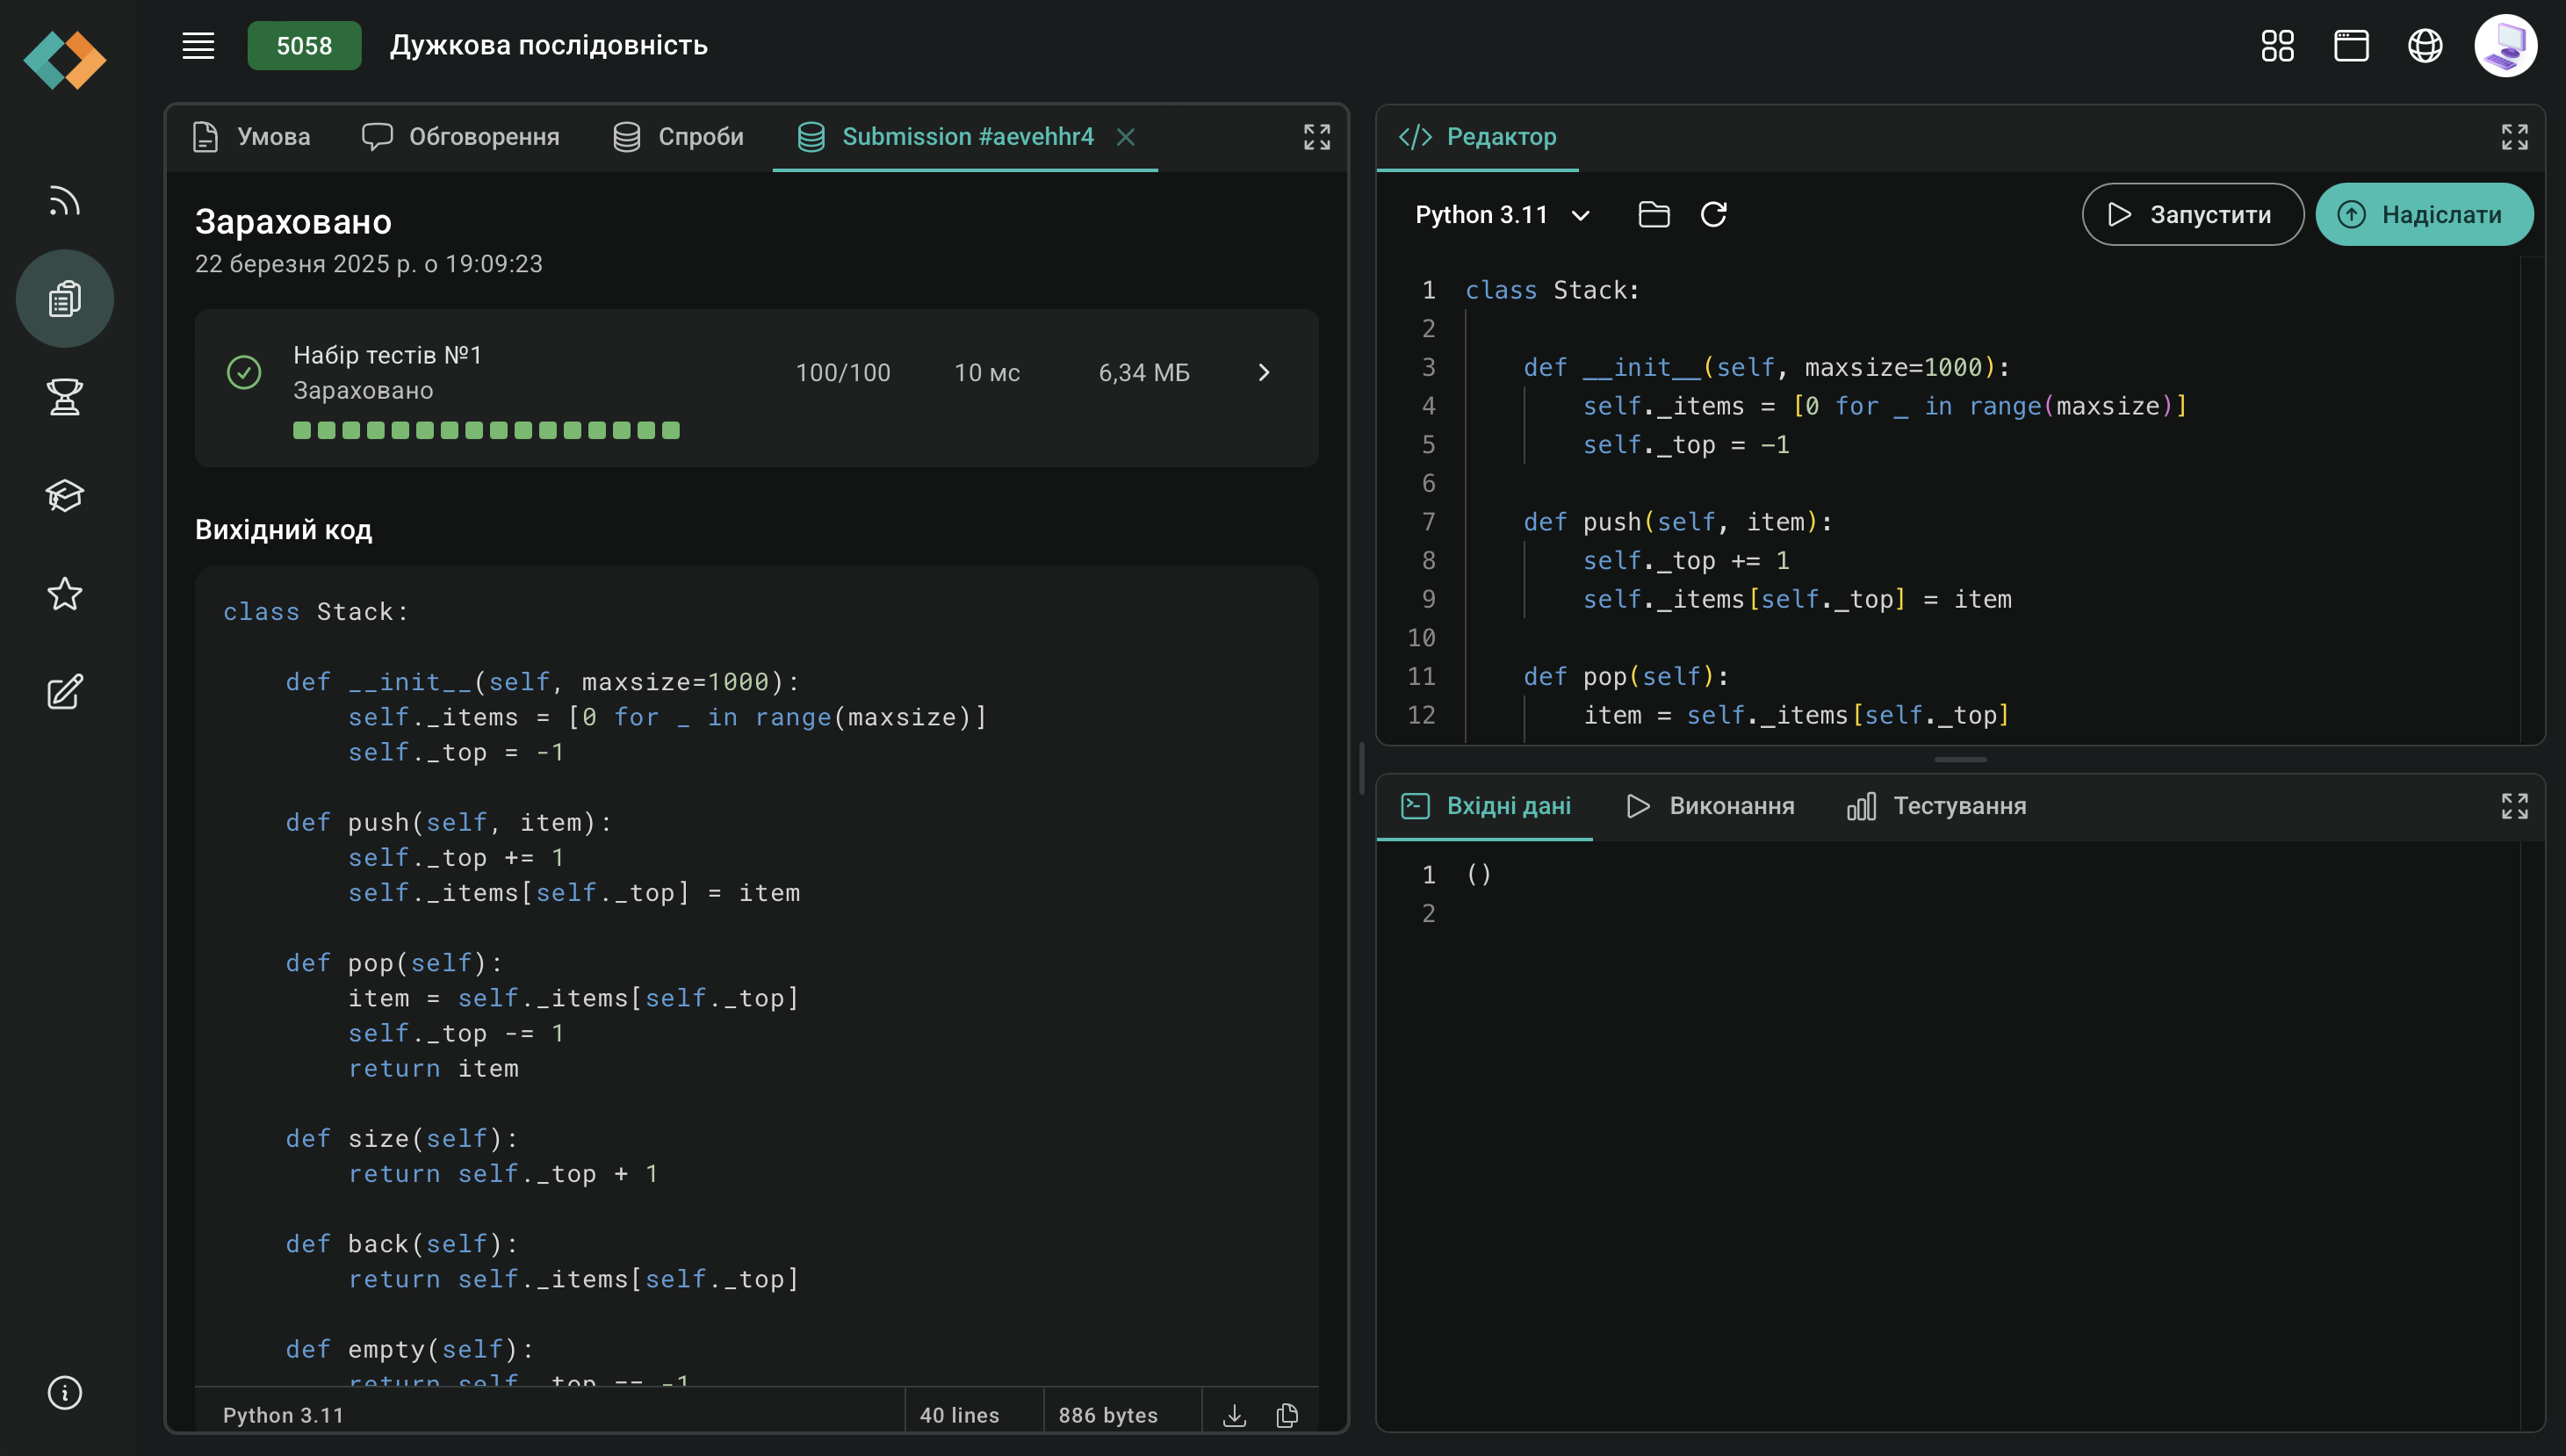 5058 Дужкова послідовність
Умова Обговорення Спроби Submission #aevehhr4
Зараховано
22 березня 2025 р. о 19:09:23
Набір тестів №1
Зараховано
100/100 10 мс 6,34 МБ
Вихідний код
class Stack:
    def __init__(self, maxsize=1000):
        self._items = [0 for _ in range(maxsize)]
        self._top = -1
    def push(self, item):
        self._top += 1
        self._items[self._top] = item
    def pop(self):
        item = self._items[self._top]
        self._top -= 1
        return item
    def size(self):
        return self._top + 1
    def back(self):
        return self._items[self._top]
    def empty(self):
        return self._top == -1
Python 3.11 40 lines 886 bytes
Редактор
Python 3.11 Запустити Надіслати
1 class Stack:
2
3     def __init__(self, maxsize=1000):
4         self._items = [0 for _ in range(maxsize)]
5         self._top = -1
6
7     def push(self, item):
8         self._top += 1
9         self._items[self._top] = item
10
11     def pop(self):
12         item = self._items[self._top]
Вхідні дані Виконання Тестування
1 ()
2